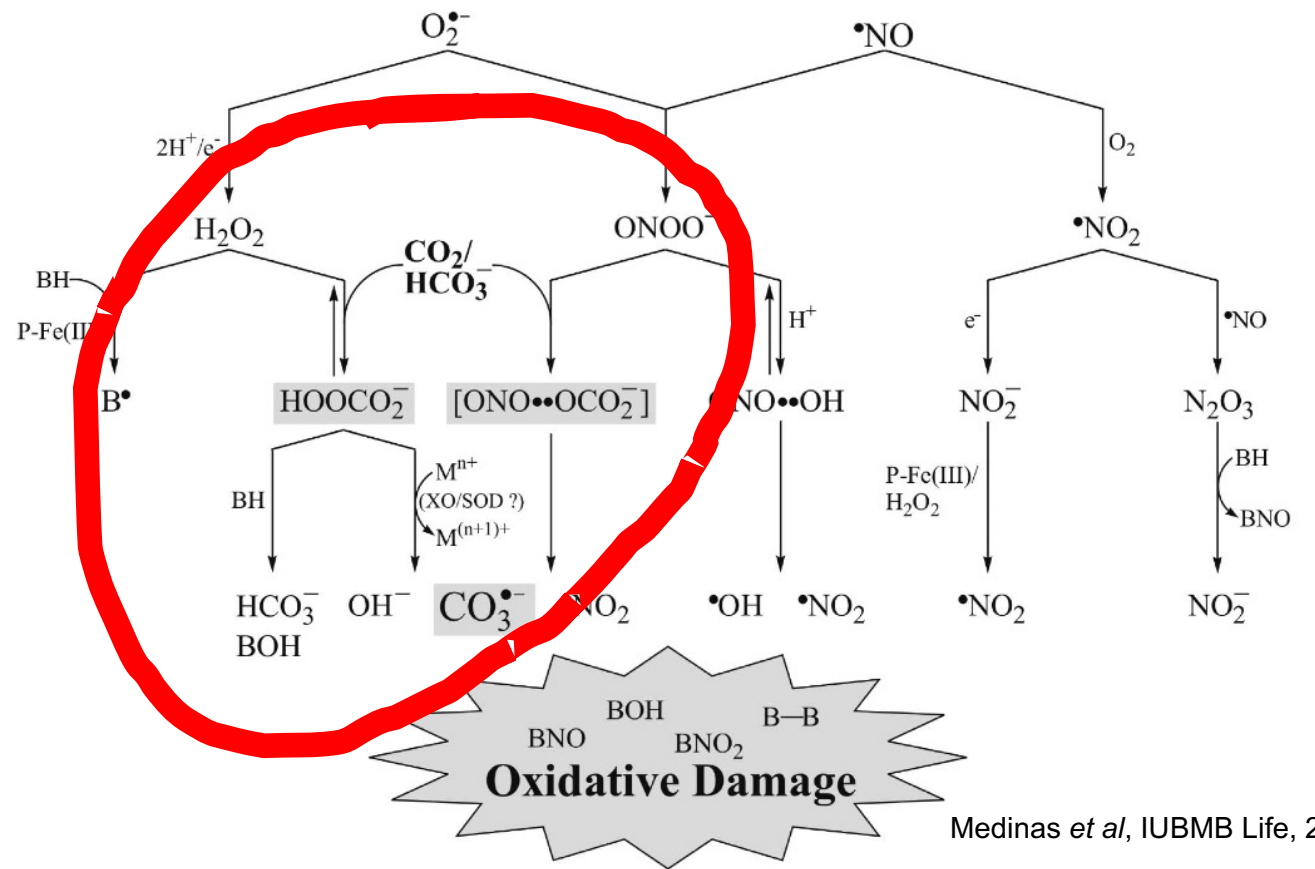 O₂•⁻ •NO
2H⁺/e⁻ O₂
H₂O₂ CO₂/ ONOO⁻ •NO₂
HCO₃⁻
BH H⁺ e⁻ •NO
P-Fe(II)
B• HOOCO₂⁻ [ONO••OCO₂⁻] NO••OH NO₂⁻ N₂O₃
BH Mⁿ⁺ P-Fe(III)/ BH
(XO/SOD ?) H₂O₂
M⁽ⁿ⁺¹⁾⁺ BNO
HCO₃⁻ OH⁻ CO₃•⁻ NO₂ •OH •NO₂ •NO₂ NO₂⁻
BOH
BOH B—B
BNO BNO₂
Oxidative Damage
Medinas et al, IUBMB Life, 2